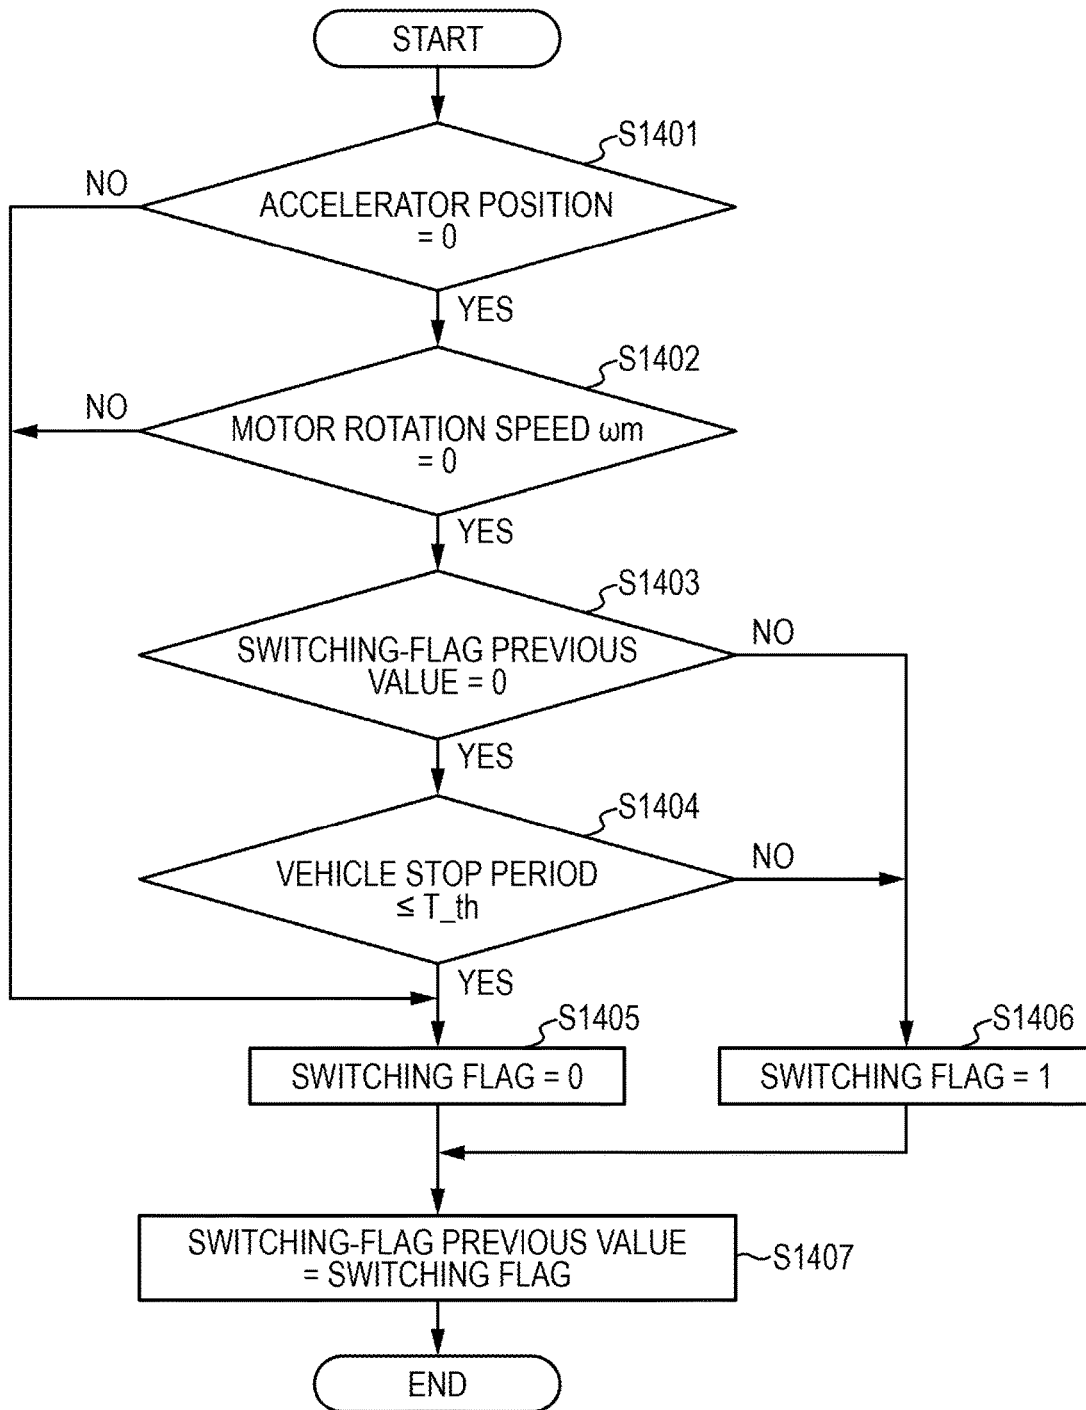 START
S1401
NO
ACCELERATOR POSITION
= 0
YES
S1402
NO
MOTOR ROTATION SPEED ωm
= 0
YES
S1403
NO
SWITCHING-FLAG PREVIOUS
VALUE = 0
YES
S1404
NO
VEHICLE STOP PERIOD
≤ T_th
YES
S1405
S1406
SWITCHING FLAG = 0
SWITCHING FLAG = 1
SWITCHING-FLAG PREVIOUS VALUE
= SWITCHING FLAG
S1407
END